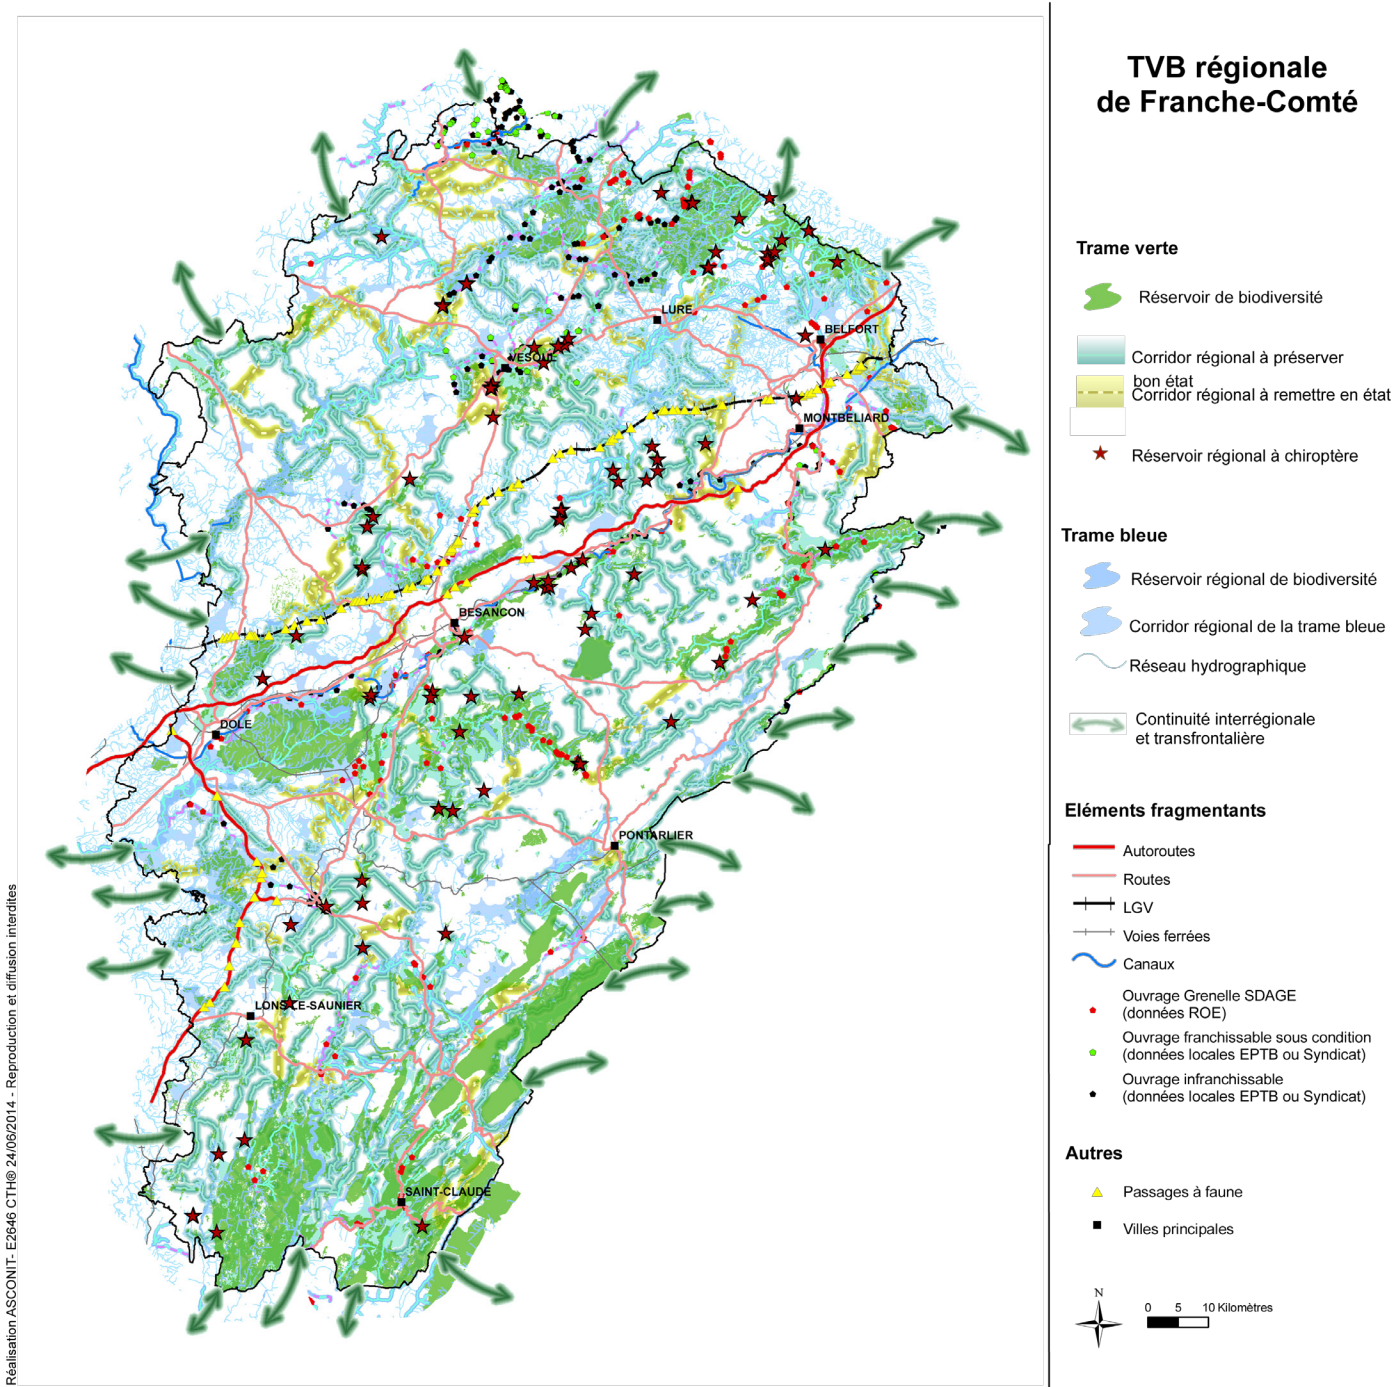 TVB régionale
de Franche-Comté
Trame verte
Réservoir de biodiversité
Corridor régional à préserver
bon état
Corridor régional à remettre en état
Réservoir régional à chiroptère
Trame bleue
Réservoir régional de biodiversité
Corridor régional de la trame bleue
Réseau hydrographique
Continuité interrégionale
et transfrontalière
Eléments fragmentants
Autoroutes
Routes
LGV
Voies ferrées
Canaux
Ouvrage Grenelle SDAGE
(données ROE)
Ouvrage franchissable sous condition
(données locales EPTB ou Syndicat)
Ouvrage infranchissable
(données locales EPTB ou Syndicat)
Autres
Passages à faune
Villes principales
N
0 5 10 Kilomètres
LURE
BELFORT
VESOUL
MONTBELIARD
BESANCON
DOLE
PONTARLIER
LONS-LE-SAUNIER
SAINT-CLAUDE
Réalisation ASCONIT- E2646 CTH® 24/06/2014 - Reproduction et diffusion interdites